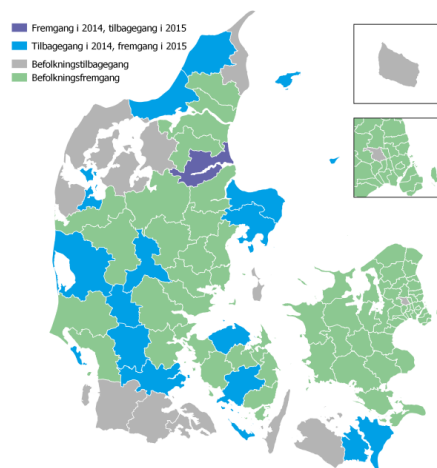 Fremgang i 2014, tilbagegang i 2015
Tilbagegang i 2014, fremgang i 2015
Befolkningstilbagegang
Befolkningsfremgang